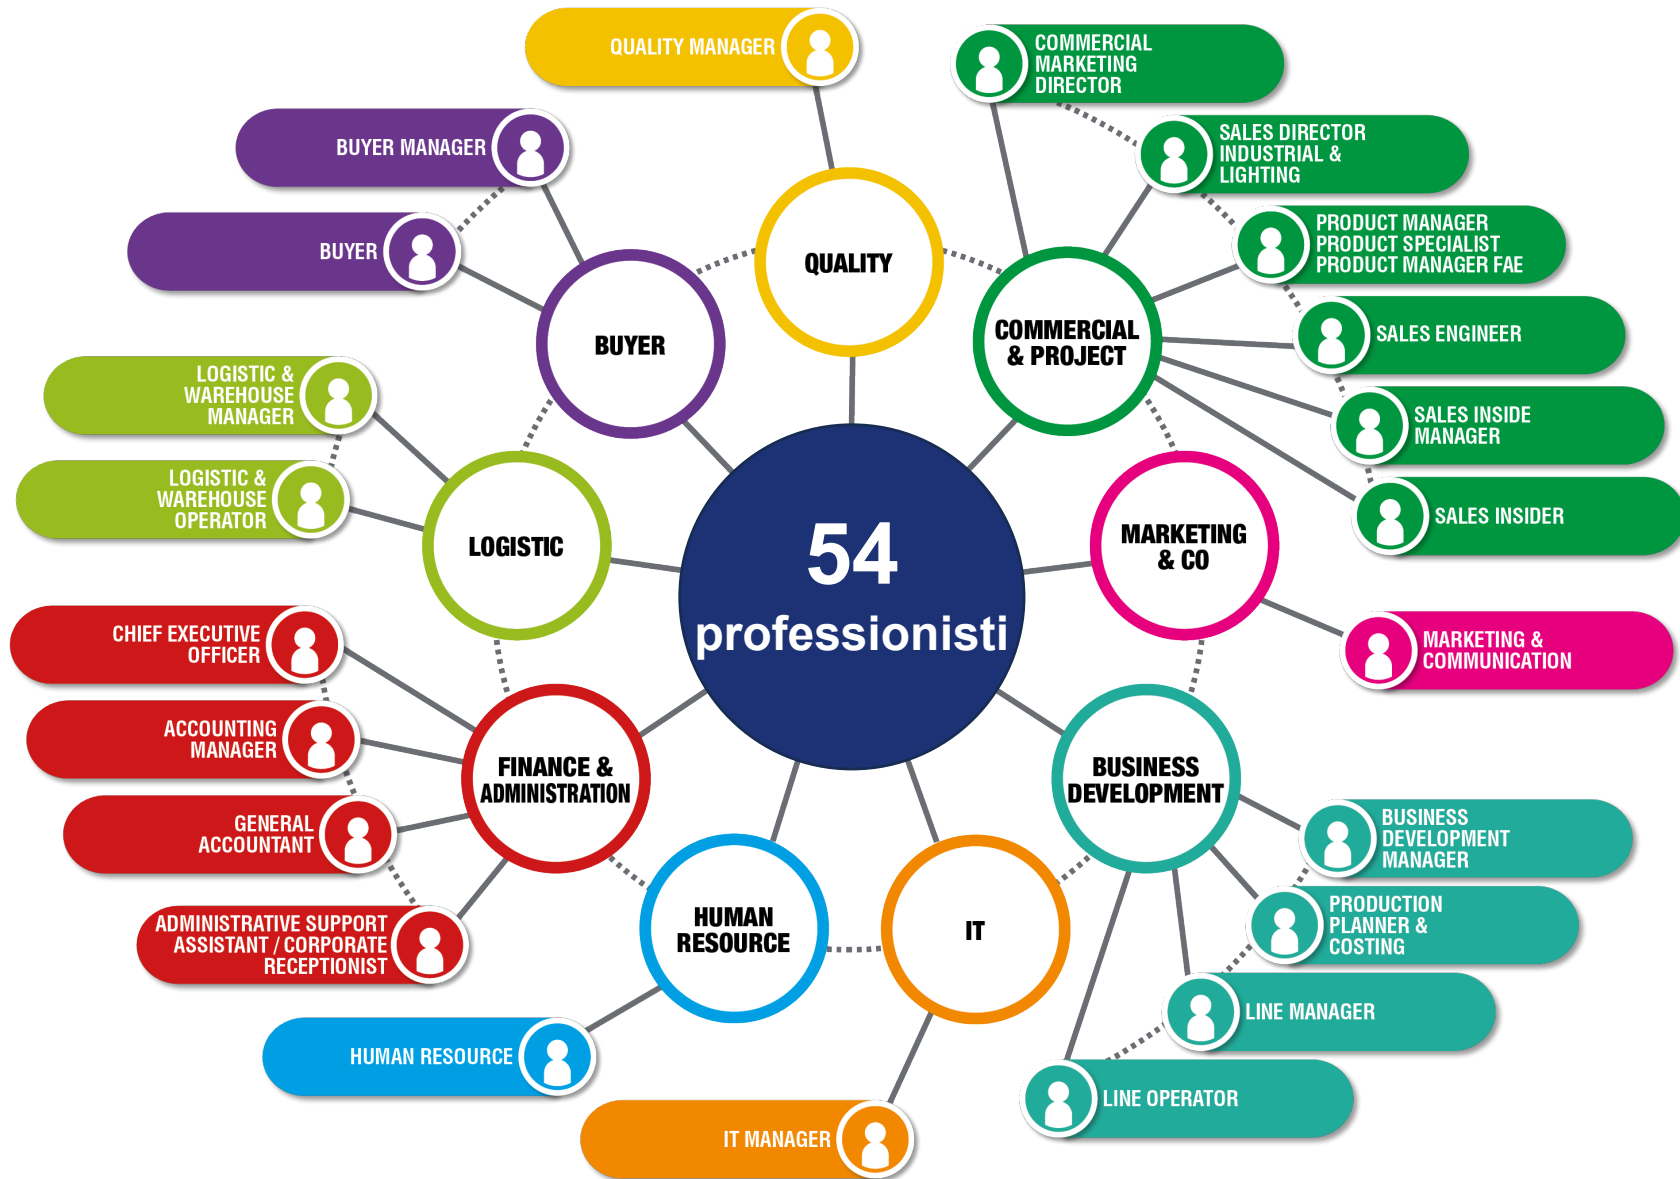 QUALITY MANAGER
COMMERCIAL
MARKETING
DIRECTOR
BUYER MANAGER
SALES DIRECTOR
INDUSTRIAL &
LIGHTING
BUYER
PRODUCT MANAGER
PRODUCT SPECIALIST
PRODUCT MANAGER FAE
QUALITY
BUYER
COMMERCIAL
& PROJECT
SALES ENGINEER
LOGISTIC &
WAREHOUSE
MANAGER
SALES INSIDE
MANAGER
LOGISTIC &
WAREHOUSE
OPERATOR
SALES INSIDER
LOGISTIC
54
professionisti
MARKETING
& CO
CHIEF EXECUTIVE
OFFICER
MARKETING &
COMMUNICATION
ACCOUNTING
MANAGER
FINANCE &
ADMINISTRATION
BUSINESS
DEVELOPMENT
GENERAL
ACCOUNTANT
BUSINESS
DEVELOPMENT
MANAGER
ADMINISTRATIVE SUPPORT
ASSISTANT / CORPORATE
RECEPTIONIST
HUMAN
RESOURCE
IT
PRODUCTION
PLANNER &
COSTING
LINE MANAGER
HUMAN RESOURCE
LINE OPERATOR
IT MANAGER